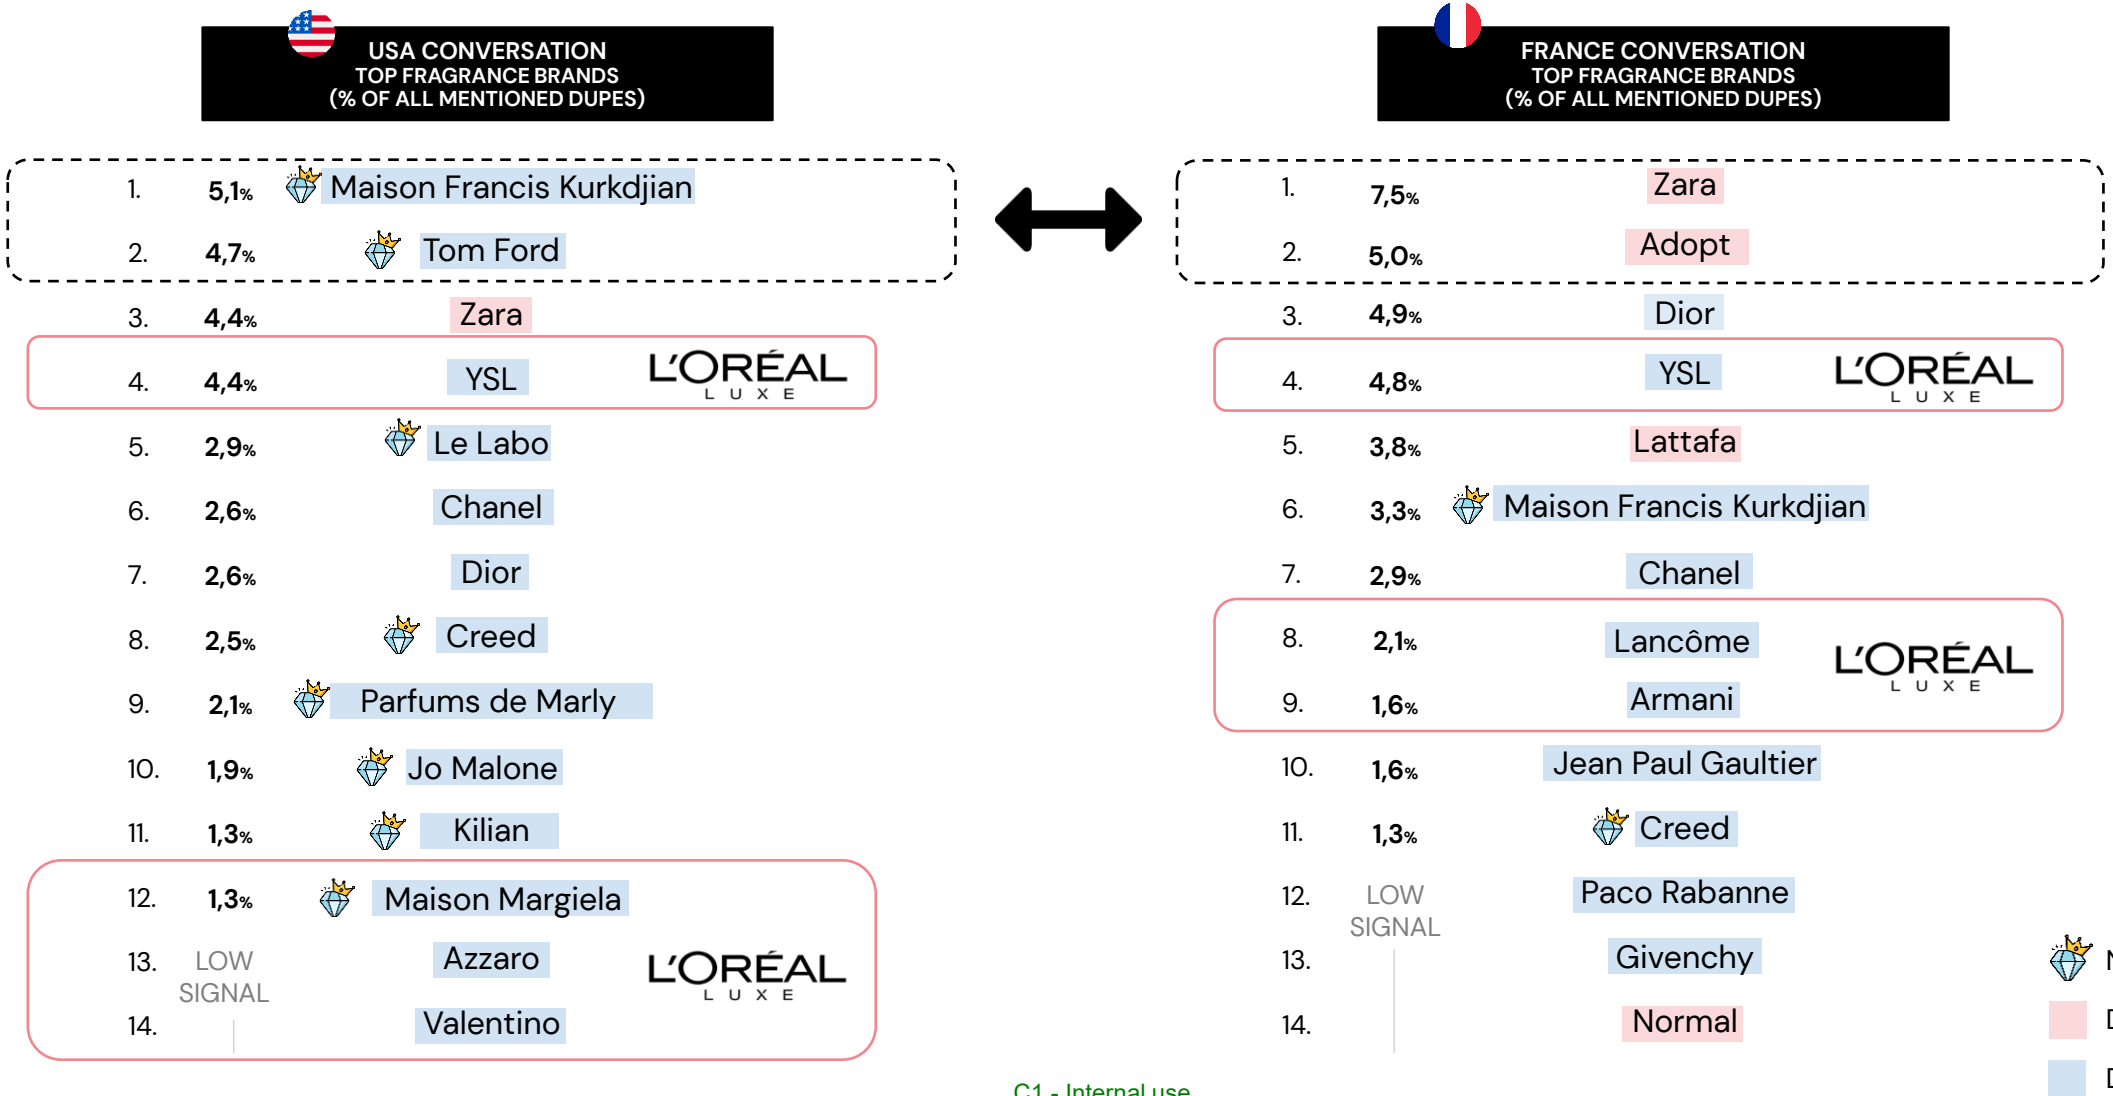 USA CONVERSATION
TOP FRAGRANCE BRANDS
(% OF ALL MENTIONED DUPES)
1. 5,1% Maison Francis Kurkdjian
2. 4,7% Tom Ford
3. 4,4% Zara
4. 4,4% YSL L'ORÉAL
LUXE
5. 2,9% Le Labo
6. 2,6% Chanel
7. 2,6% Dior
8. 2,5% Creed
9. 2,1% Parfums de Marly
10. 1,9% Jo Malone
11. 1,3% Kilian
12. 1,3% Maison Margiela
13. LOW SIGNAL Azzaro L'ORÉAL
LUXE
14. Valentino
FRANCE CONVERSATION
TOP FRAGRANCE BRANDS
(% OF ALL MENTIONED DUPES)
1. 7,5% Zara
2. 5,0% Adopt
3. 4,9% Dior
4. 4,8% YSL L'ORÉAL
LUXE
5. 3,8% Lattafa
6. 3,3% Maison Francis Kurkdjian
7. 2,9% Chanel
8. 2,1% Lancôme L'ORÉAL
LUXE
9. 1,6% Armani
10. 1,6% Jean Paul Gaultier
11. 1,3% Creed
12. LOW SIGNAL Paco Rabanne
13. Givenchy
14. Normal
C1 - Internal use